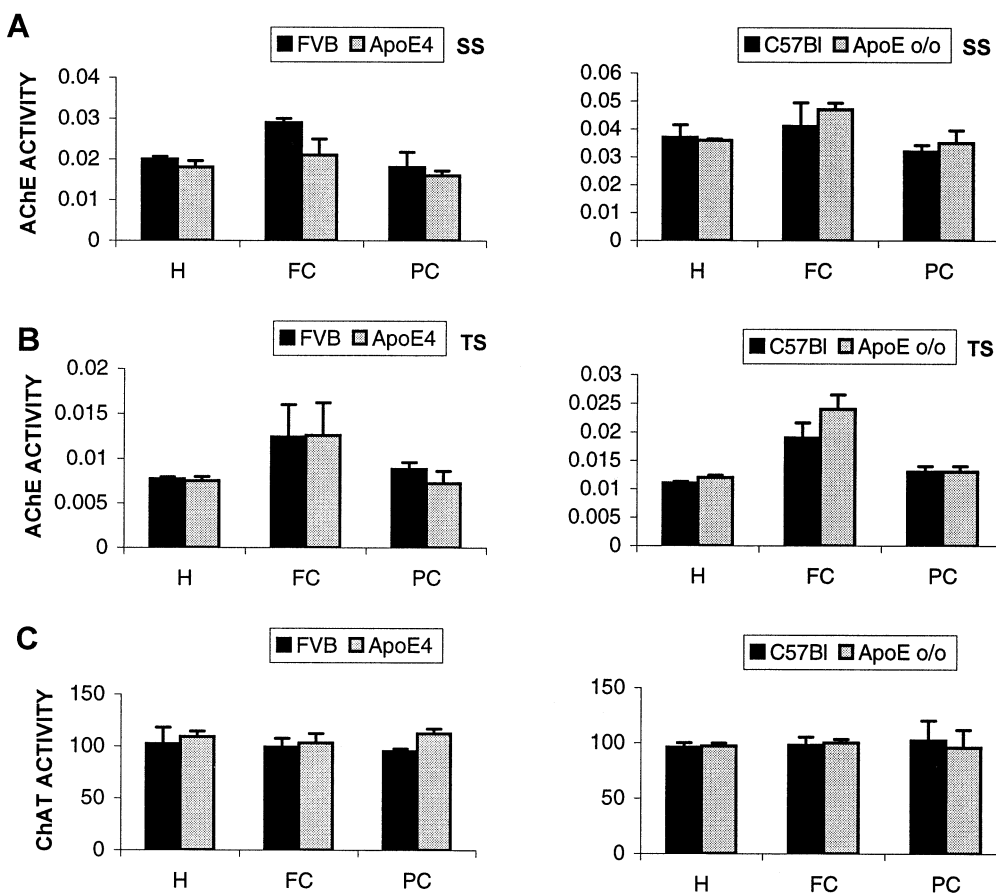 A
FVB ApoE4 SS
AChE ACTIVITY
0.04
0.03
0.02
0.01
0
H FC PC
C57Bl ApoE o/o SS
0.06
0.05
0.04
0.03
0.02
0.01
0
H FC PC
B
FVB ApoE4 TS
AChE ACTIVITY
0.02
0.015
0.01
0.005
0
H FC PC
C57Bl ApoE o/o TS
0.03
0.025
0.02
0.015
0.01
0.005
0
H FC PC
C
FVB ApoE4
ChAT ACTIVITY
150
100
50
0
H FC PC
C57Bl ApoE o/o
150
100
50
0
H FC PC